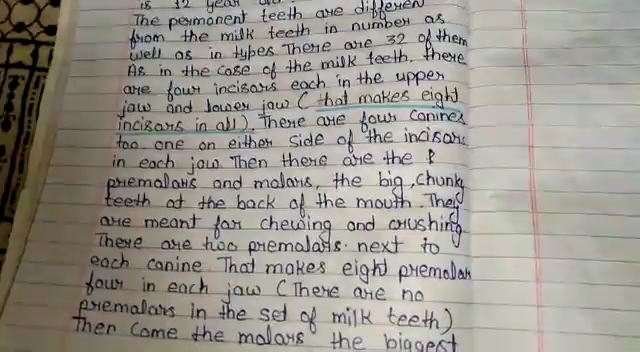 is 12 year
The permanent teeth are differen
from the milk teeth in number as
well as in types There are 32 of them
As in the case of the milk teeth, there
are four incisors each in the upper
jaw and lower jaw ( that makes eight
incisors in all). There are four canines
too one on either side of the incisors
in each jaw Then there are the P
premolars and molars, the big, chunky
teeth at the back of the mouth. They
are meant for chewing and crushing
There are two premolars. next to
each canine That makes eight premolar
four in each jaw ( There are no
premolars in the set of milk teeth)
Then come the molars the biggest